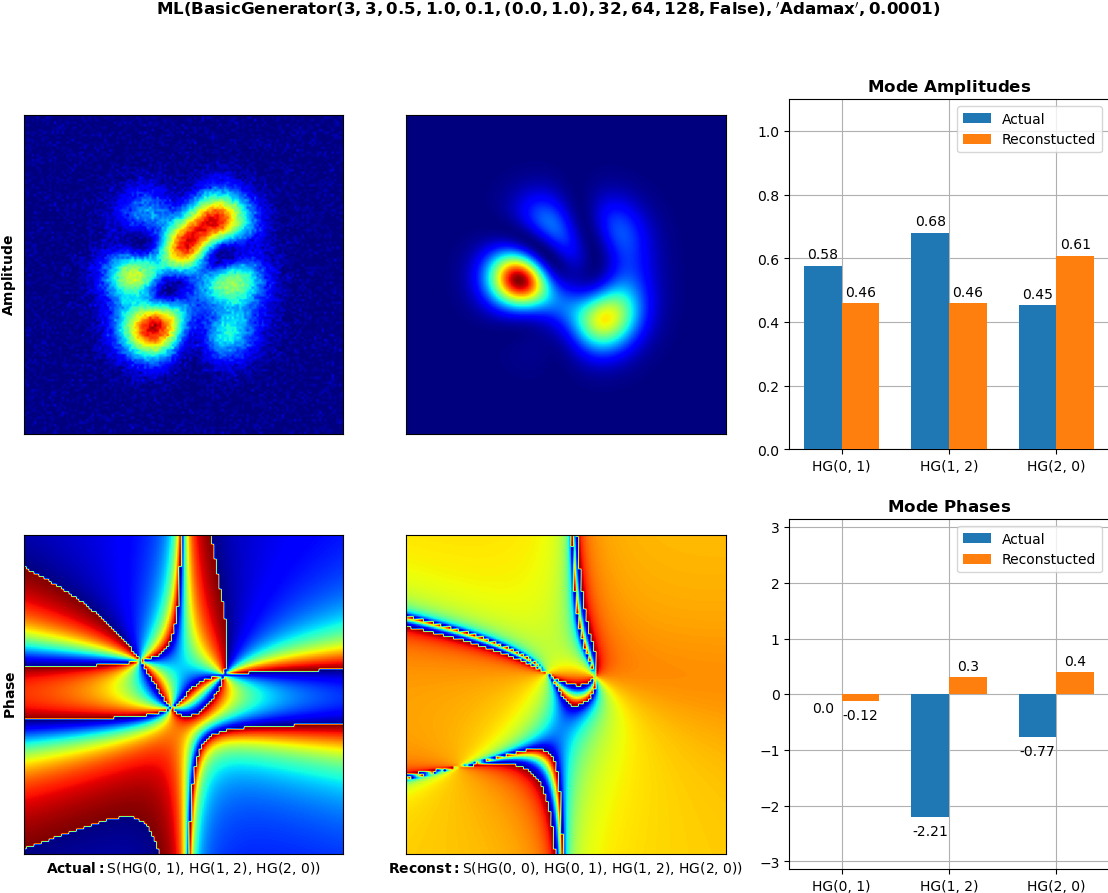 ML(BasicGenerator(3, 3, 0.5, 1.0, 0.1, (0.0, 1.0), 32, 64, 128, False), ′Adamax′, 0.0001)
Amplitude
Mode Amplitudes
Actual
Reconstucted
1.0
0.8
0.6
0.4
0.2
0.0
0.58
0.46
0.68
0.46
0.45
0.61
HG(0, 1)
HG(1, 2)
HG(2, 0)
Phase
Mode Phases
Actual
Reconstucted
3
2
1
0
−1
−2
−3
0.0
-0.12
-2.21
0.3
-0.77
0.4
HG(0, 1)
HG(1, 2)
HG(2, 0)
Actual: S(HG(0, 1), HG(1, 2), HG(2, 0))
Reconst: S(HG(0, 0), HG(0, 1), HG(1, 2), HG(2, 0))